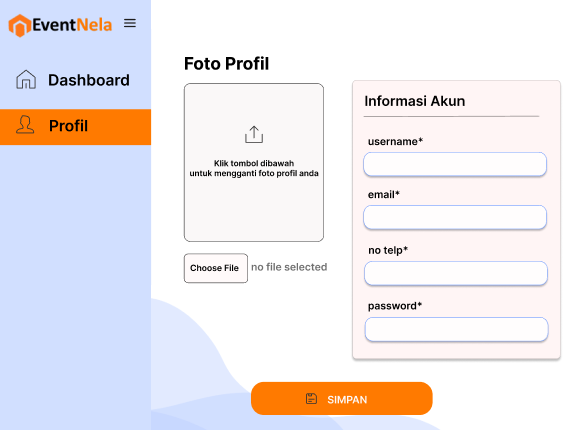 EventNela
Dashboard
Profil
Foto Profil
Klik tombol dibawah
untuk mengganti foto profil anda
Choose File no file selected
Informasi Akun
username*
email*
no telp*
password*
SIMPAN